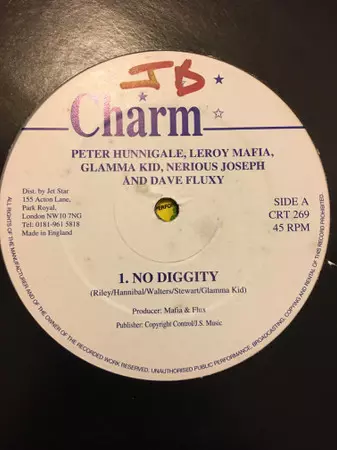 JB
Charm
PETER HUNNIGALE, LEROY MAFIA,
GLAMMA KID, NERIOUS JOSEPH
AND DAVE FLUXY
Dist. by Jet Star
155 Acton Lane,
Park Royal,
London NW10 7NG
Tel: 0181-961 5818
Made in England
SIDE A
CRT 269
45 RPM
1. NO DIGGITY
(Riley/Hannibal/Walters/Stewart/Glamma Kid)
Producer: Mafia & Flux
Publisher: Copyright Control/J.S. Music
ALL RIGHTS OF THE MANUFACTURER AND OF THE OWNER OF THE RECORDED WORK RESERVED. UNAUTHORISED PUBLIC PERFORMANCE, BROADCASTING, COPYING AND RENTAL OF THIS RECORD PROHIBITED.